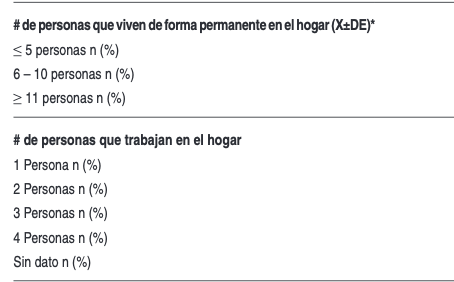 # de personas que viven de forma permanente en el hogar (X±DE)*
≤ 5 personas n (%)
6 – 10 personas n (%)
≥ 11 personas n (%)
# de personas que trabajan en el hogar
1 Persona n (%)
2 Personas n (%)
3 Personas n (%)
4 Personas n (%)
Sin dato n (%)